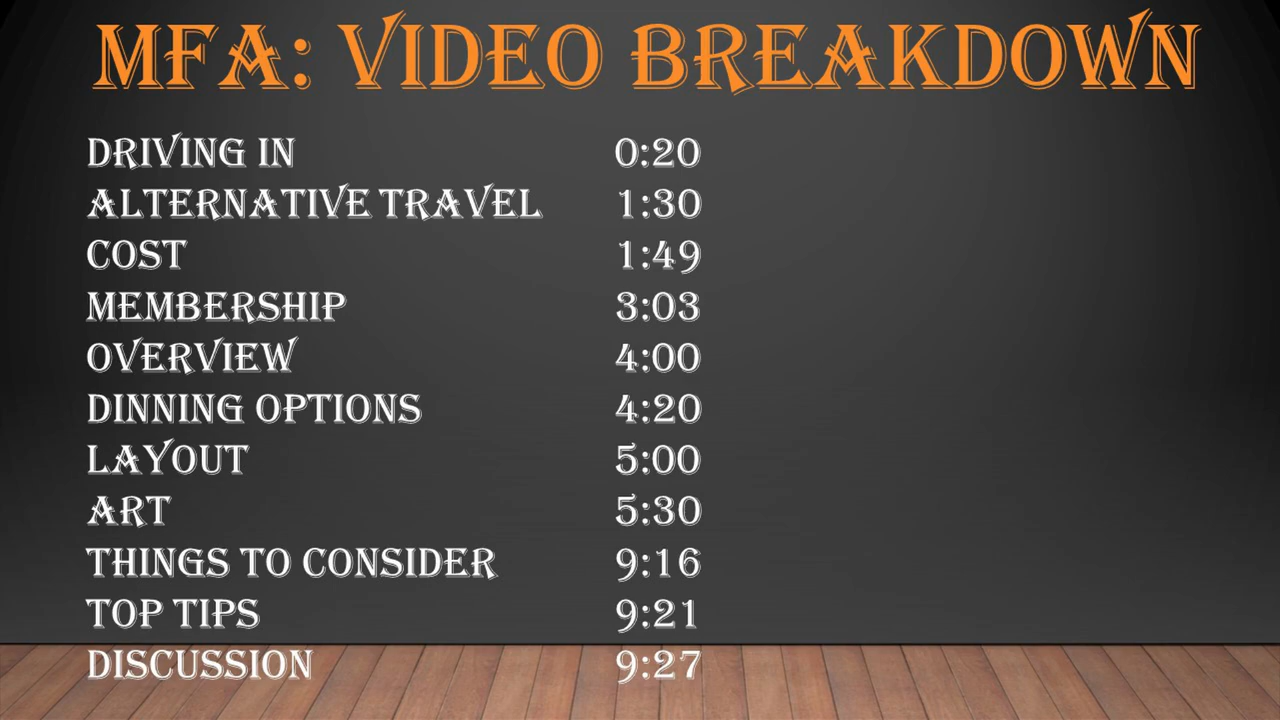 MFA: VIDEO BREAKDOWN
DRIVING IN 0:20
ALTERNATIVE TRAVEL 1:30
COST 1:49
MEMBERSHIP 3:03
OVERVIEW 4:00
DINNING OPTIONS 4:20
LAYOUT 5:00
ART 5:30
THINGS TO CONSIDER 9:16
TOP TIPS 9:21
DISCUSSION 9:27